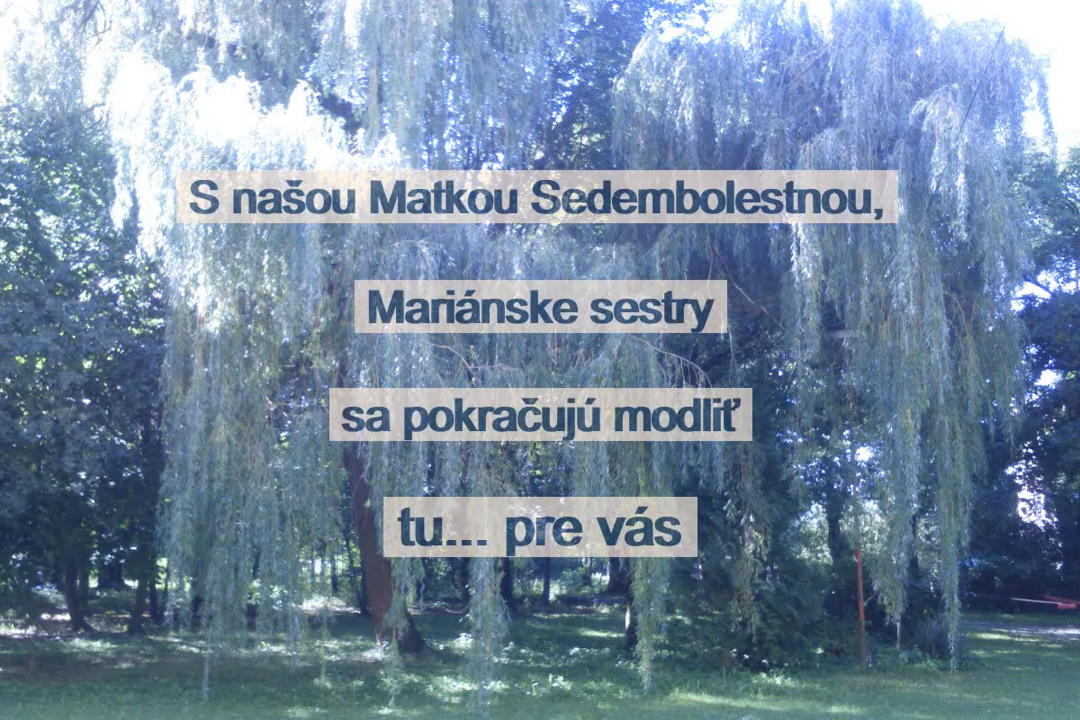 S našou Matkou Sedembolestnou,
Mariánske sestry
sa pokračujú modliť
tu... pre vás